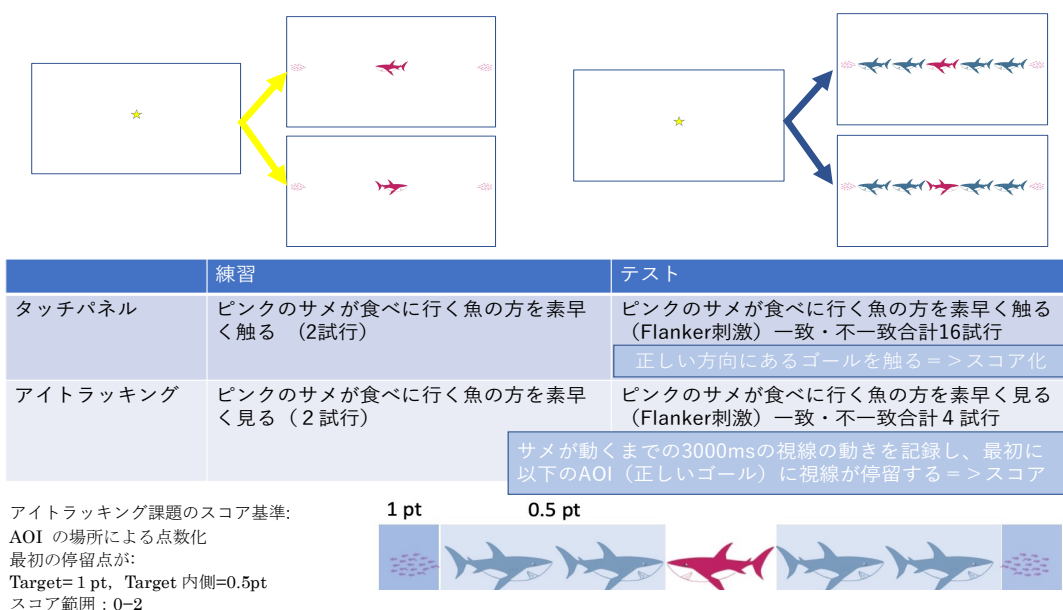 練習
テスト
タッチパネル
ピンクのサメが食べに行く魚の方を素早
く触る （2試行）
ピンクのサメが食べに行く魚の方を素早く触る
（Flanker刺激）一致・不一致合計16試行
正しい方向にあるゴールを触る＝＞スコア化
アイトラッキング
ピンクのサメが食べに行く魚の方を素早
く見る（２試行）
ピンクのサメが食べに行く魚の方を素早く見る
（Flanker刺激）一致・不一致合計４試行
サメが動くまでの3000msの視線の動きを記録し、最初に
以下のAOI（正しいゴール）に視線が停留する＝＞スコア
アイトラッキング課題のスコア基準:
AOI の場所による点数化
最初の停留点が:
Target= 1 pt, Target 内側=0.5pt
スコア範囲：0−2
1 pt
0.5 pt